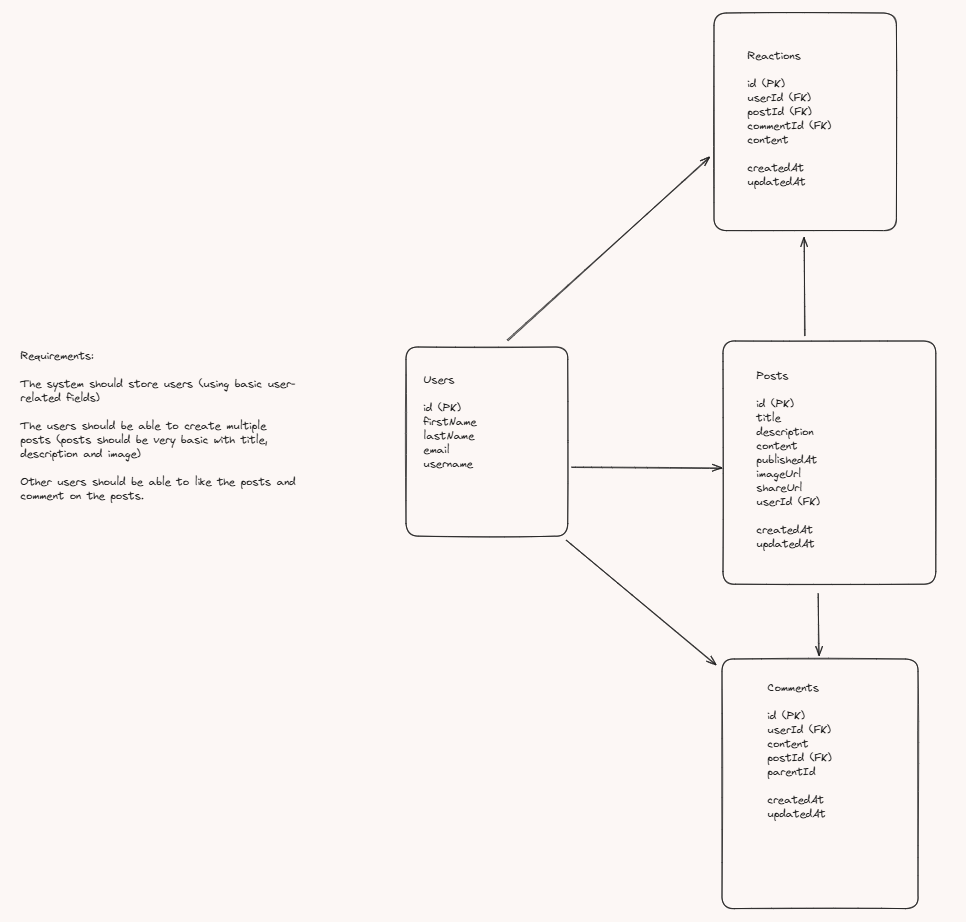 Requirements:
The system should store users (using basic user-
related fields)
The users should be able to create multiple
posts (posts should be very basic with title,
description and image)
Other users should be able to like the posts and
comment on the posts.
Users
id (PK)
firstName
lastName
email
username
Reactions
id (PK)
userId (FK)
postId (FK)
commentId (FK)
content
createdAt
updatedAt
Posts
id (PK)
title
description
content
publishedAt
imageUrl
shareUrl
userId (FK)
createdAt
updatedAt
Comments
id (PK)
userId (FK)
content
postId (FK)
parentId
createdAt
updatedAt